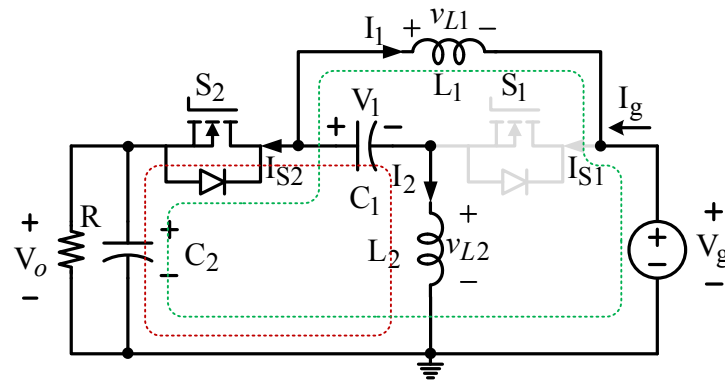 I1 + vL1 −
L1
S2 S1
V1 Ig
+ −
IS2 I2 IS1
C1
+ R + + +
Vo C2 L2 vL2 Vg
− − − − −